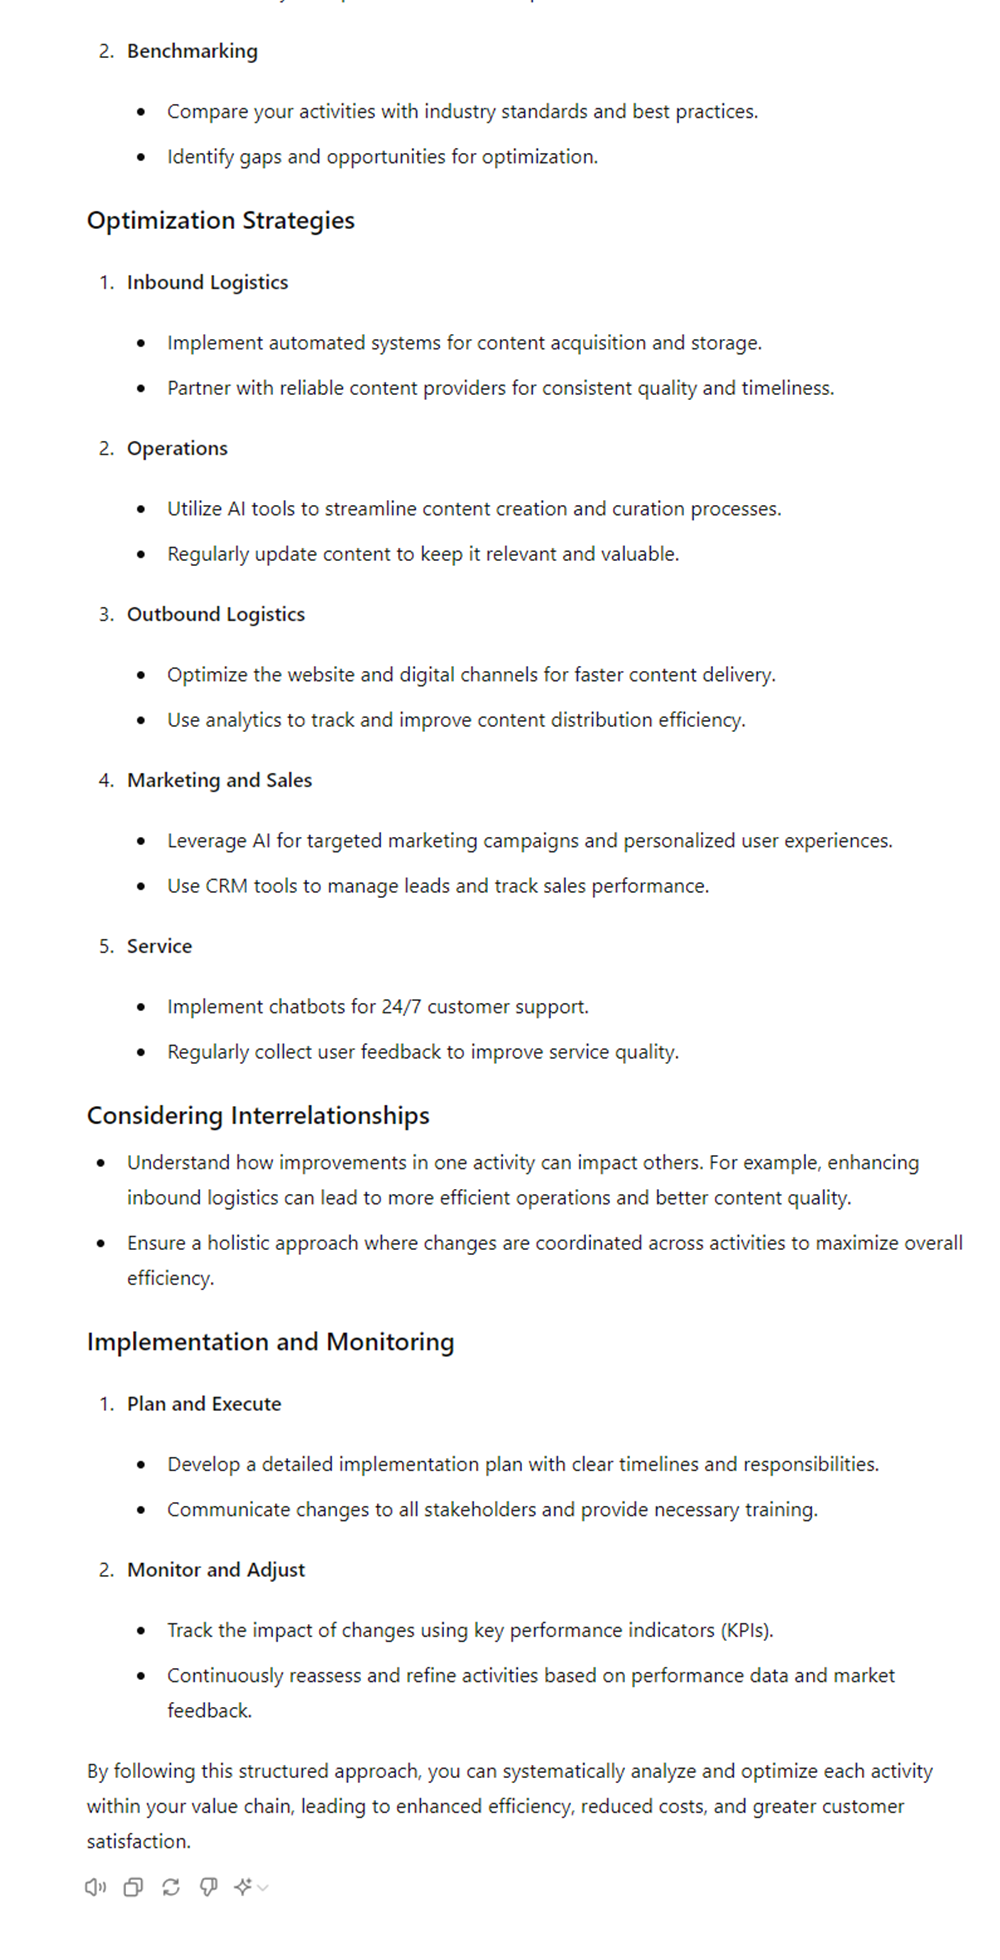 2. Benchmarking
• Compare your activities with industry standards and best practices.
• Identify gaps and opportunities for optimization.
Optimization Strategies
1. Inbound Logistics
• Implement automated systems for content acquisition and storage.
• Partner with reliable content providers for consistent quality and timeliness.
2. Operations
• Utilize AI tools to streamline content creation and curation processes.
• Regularly update content to keep it relevant and valuable.
3. Outbound Logistics
• Optimize the website and digital channels for faster content delivery.
• Use analytics to track and improve content distribution efficiency.
4. Marketing and Sales
• Leverage AI for targeted marketing campaigns and personalized user experiences.
• Use CRM tools to manage leads and track sales performance.
5. Service
• Implement chatbots for 24/7 customer support.
• Regularly collect user feedback to improve service quality.
Considering Interrelationships
• Understand how improvements in one activity can impact others. For example, enhancing
inbound logistics can lead to more efficient operations and better content quality.
• Ensure a holistic approach where changes are coordinated across activities to maximize overall
efficiency.
Implementation and Monitoring
1. Plan and Execute
• Develop a detailed implementation plan with clear timelines and responsibilities.
• Communicate changes to all stakeholders and provide necessary training.
2. Monitor and Adjust
• Track the impact of changes using key performance indicators (KPIs).
• Continuously reassess and refine activities based on performance data and market
feedback.
By following this structured approach, you can systematically analyze and optimize each activity
within your value chain, leading to enhanced efficiency, reduced costs, and greater customer
satisfaction.